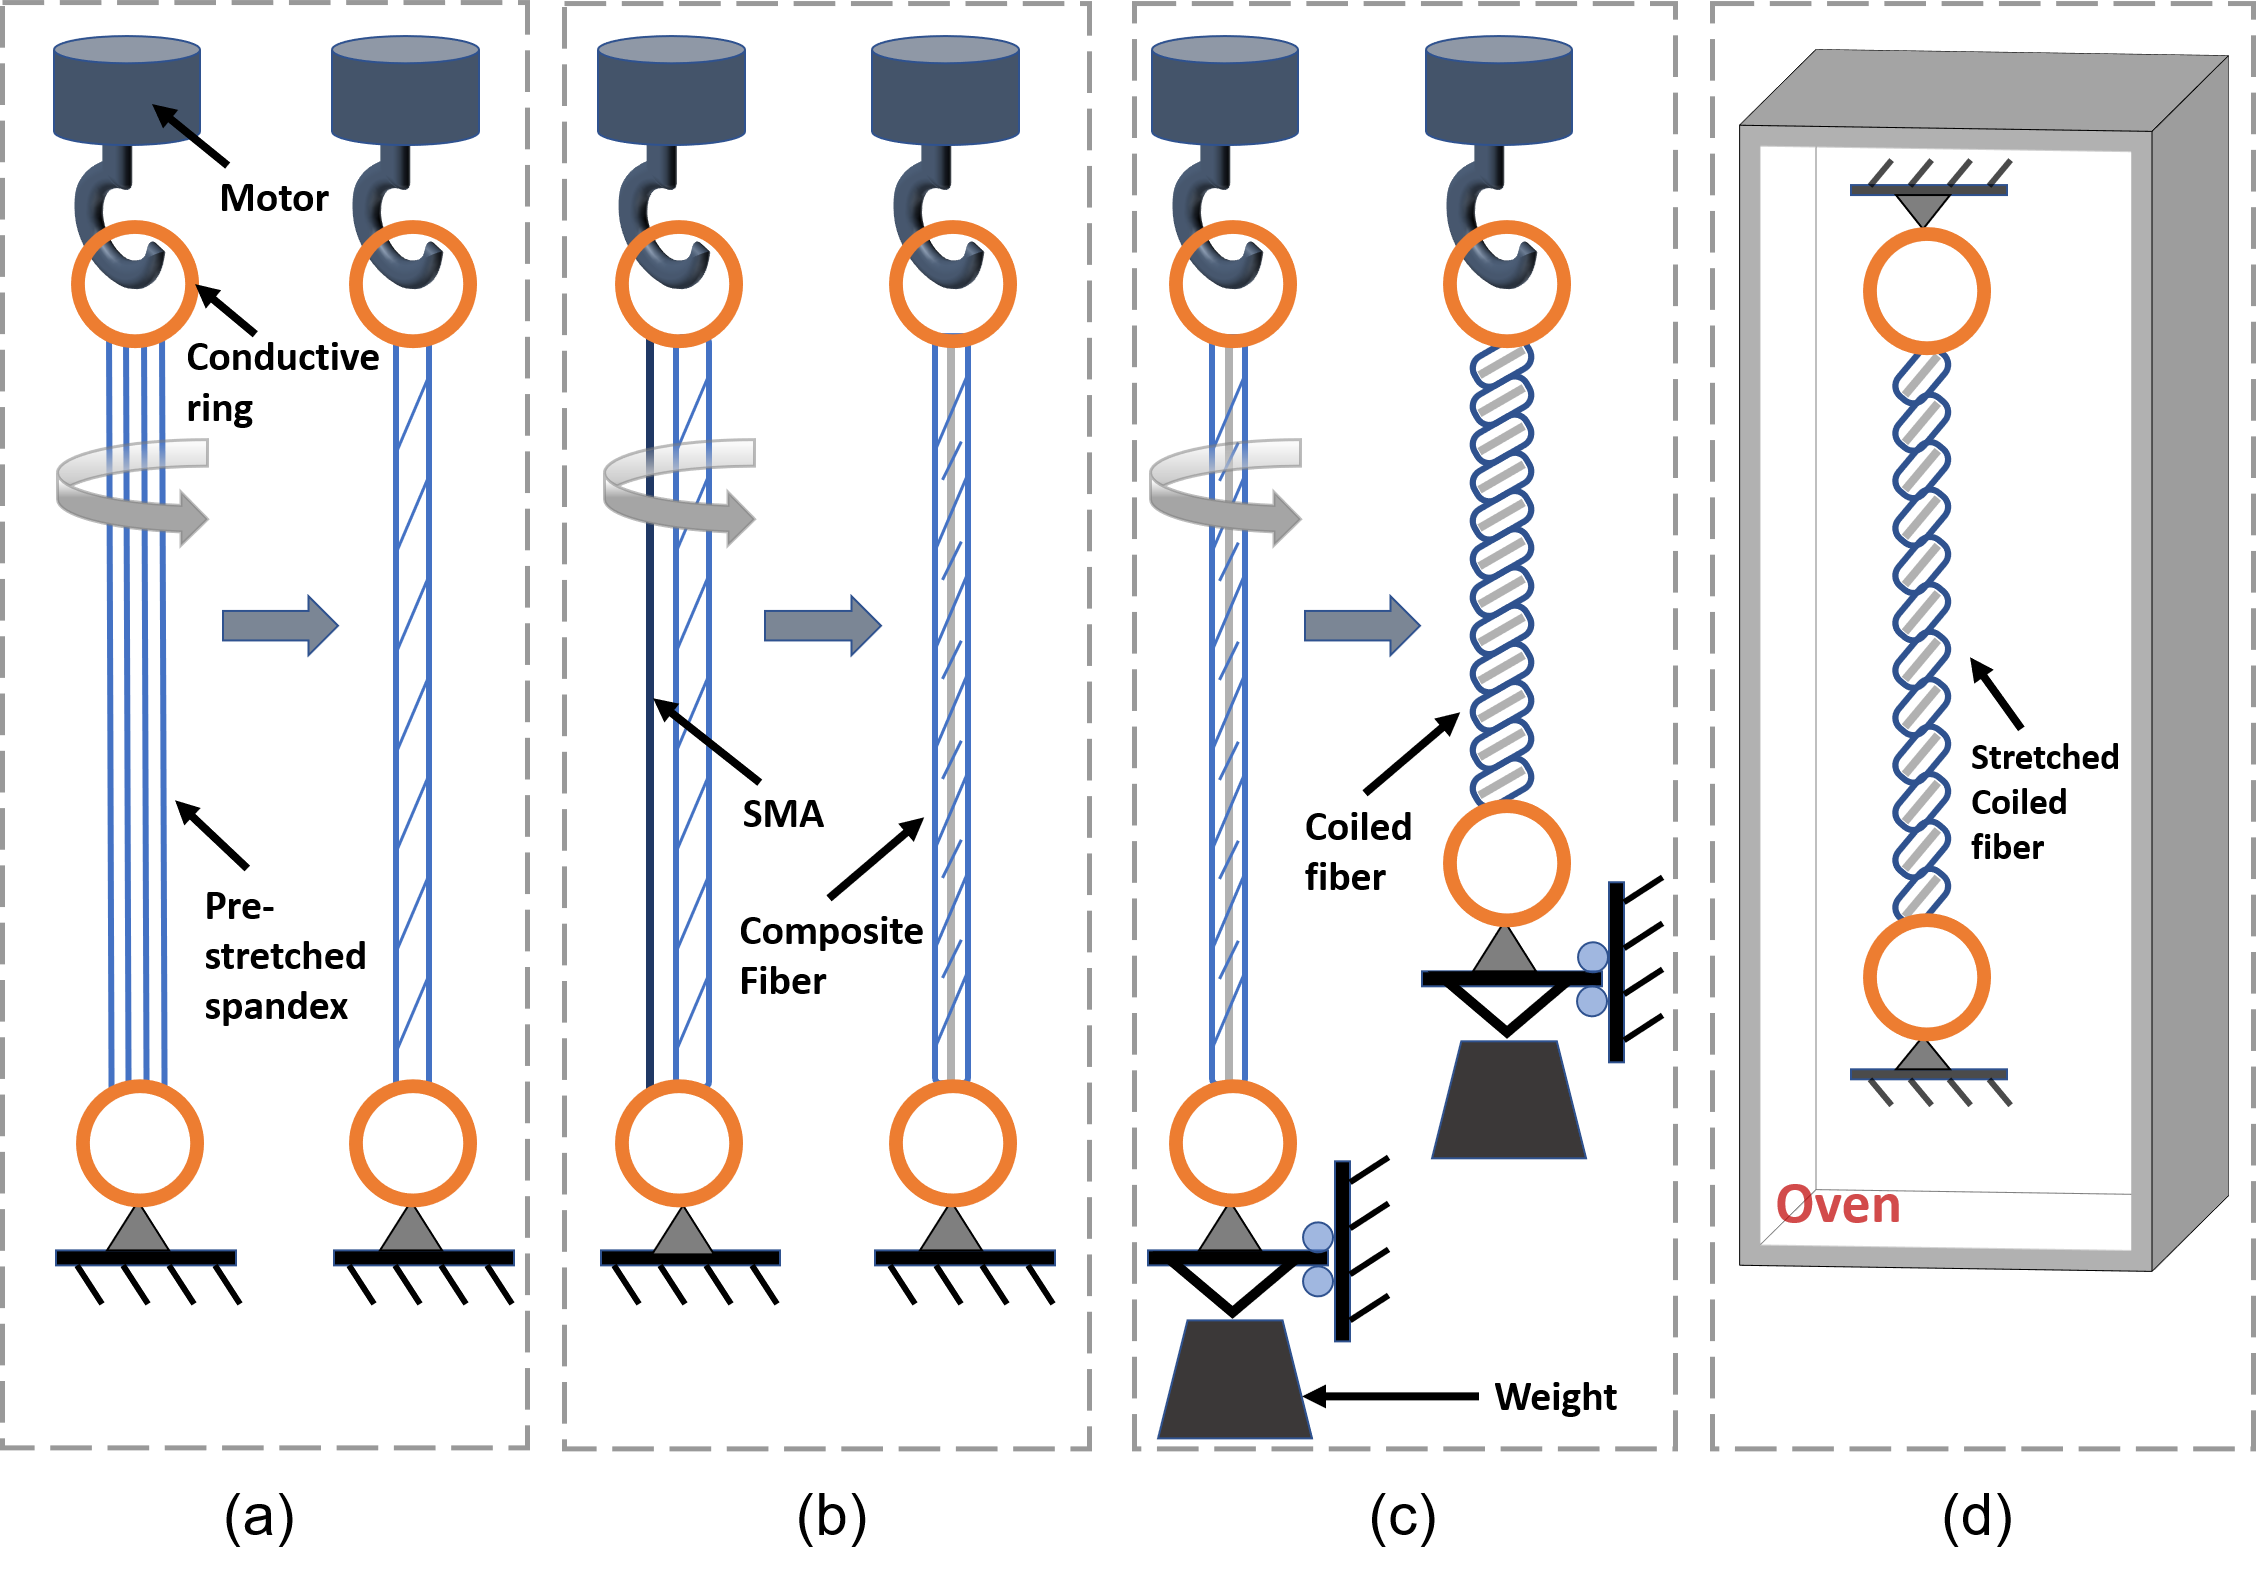 Motor
Conductive
ring
Pre-
stretched
spandex
(a)
SMA
Composite
Fiber
(b)
Coiled
fiber
Weight
(c)
Stretched
Coiled
fiber
Oven
(d)